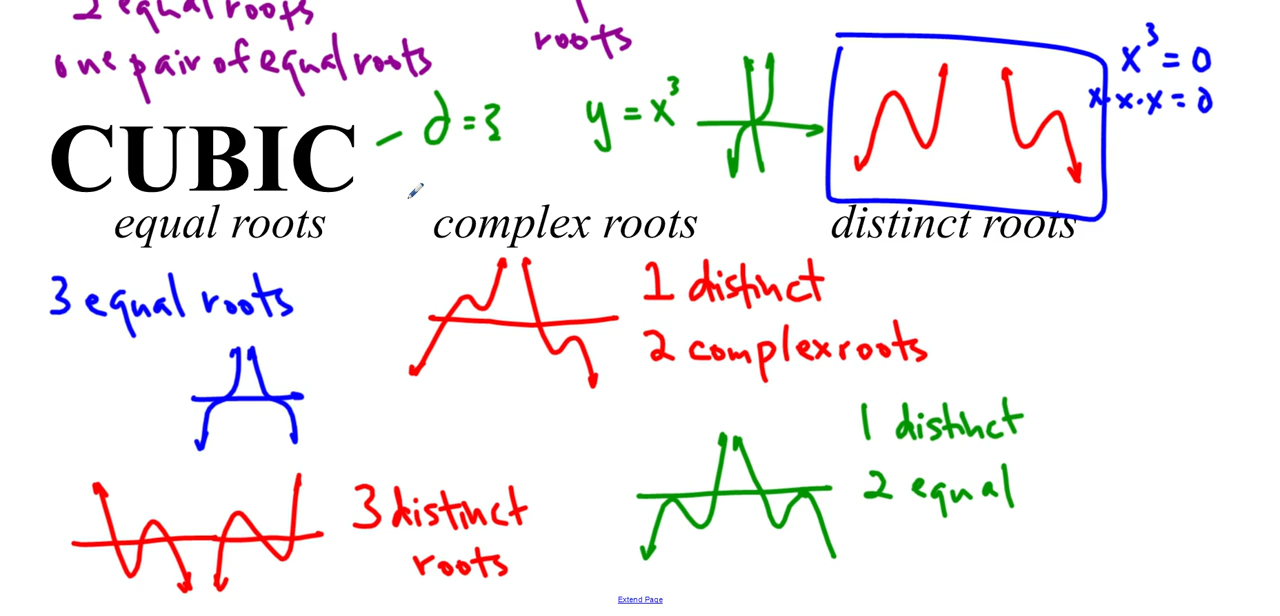 2 equal roots
one pair of equal roots
roots
x³ = 0
x·x·x = 0
CUBIC – d = 3
y = x³
equal roots
complex roots
distinct roots
3 equal roots
1 distinct
2 complex roots
1 distinct
2 equal
3 distinct
roots
Extend Page